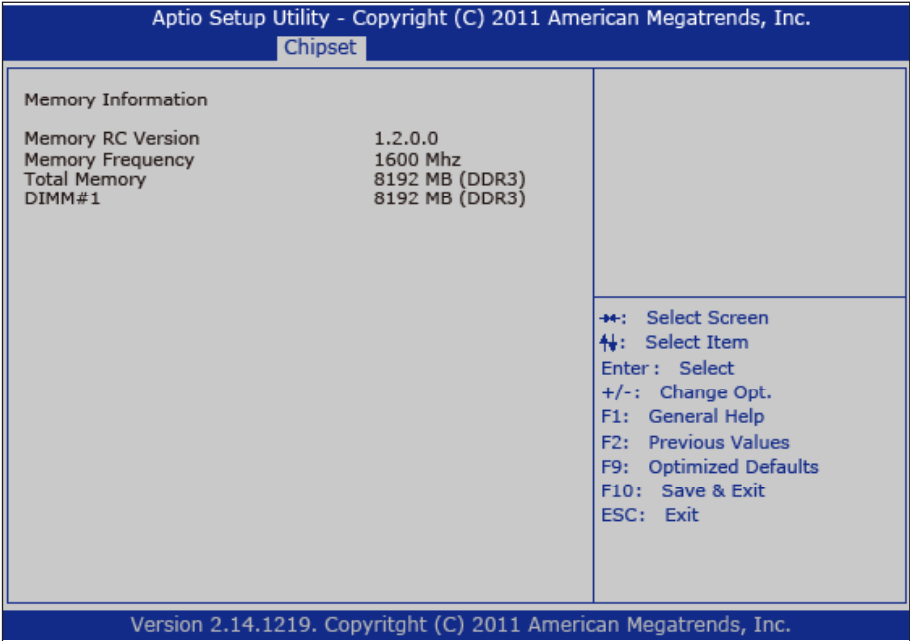 Aptio Setup Utility - Copyright (C) 2011 American Megatrends, Inc.
Chipset
Memory Information
Memory RC Version 1.2.0.0
Memory Frequency 1600 Mhz
Total Memory 8192 MB (DDR3)
DIMM#1 8192 MB (DDR3)
→←: Select Screen
↑↓: Select Item
Enter : Select
+/-: Change Opt.
F1: General Help
F2: Previous Values
F9: Optimized Defaults
F10: Save & Exit
ESC: Exit
Version 2.14.1219. Copyritght (C) 2011 American Megatrends, Inc.